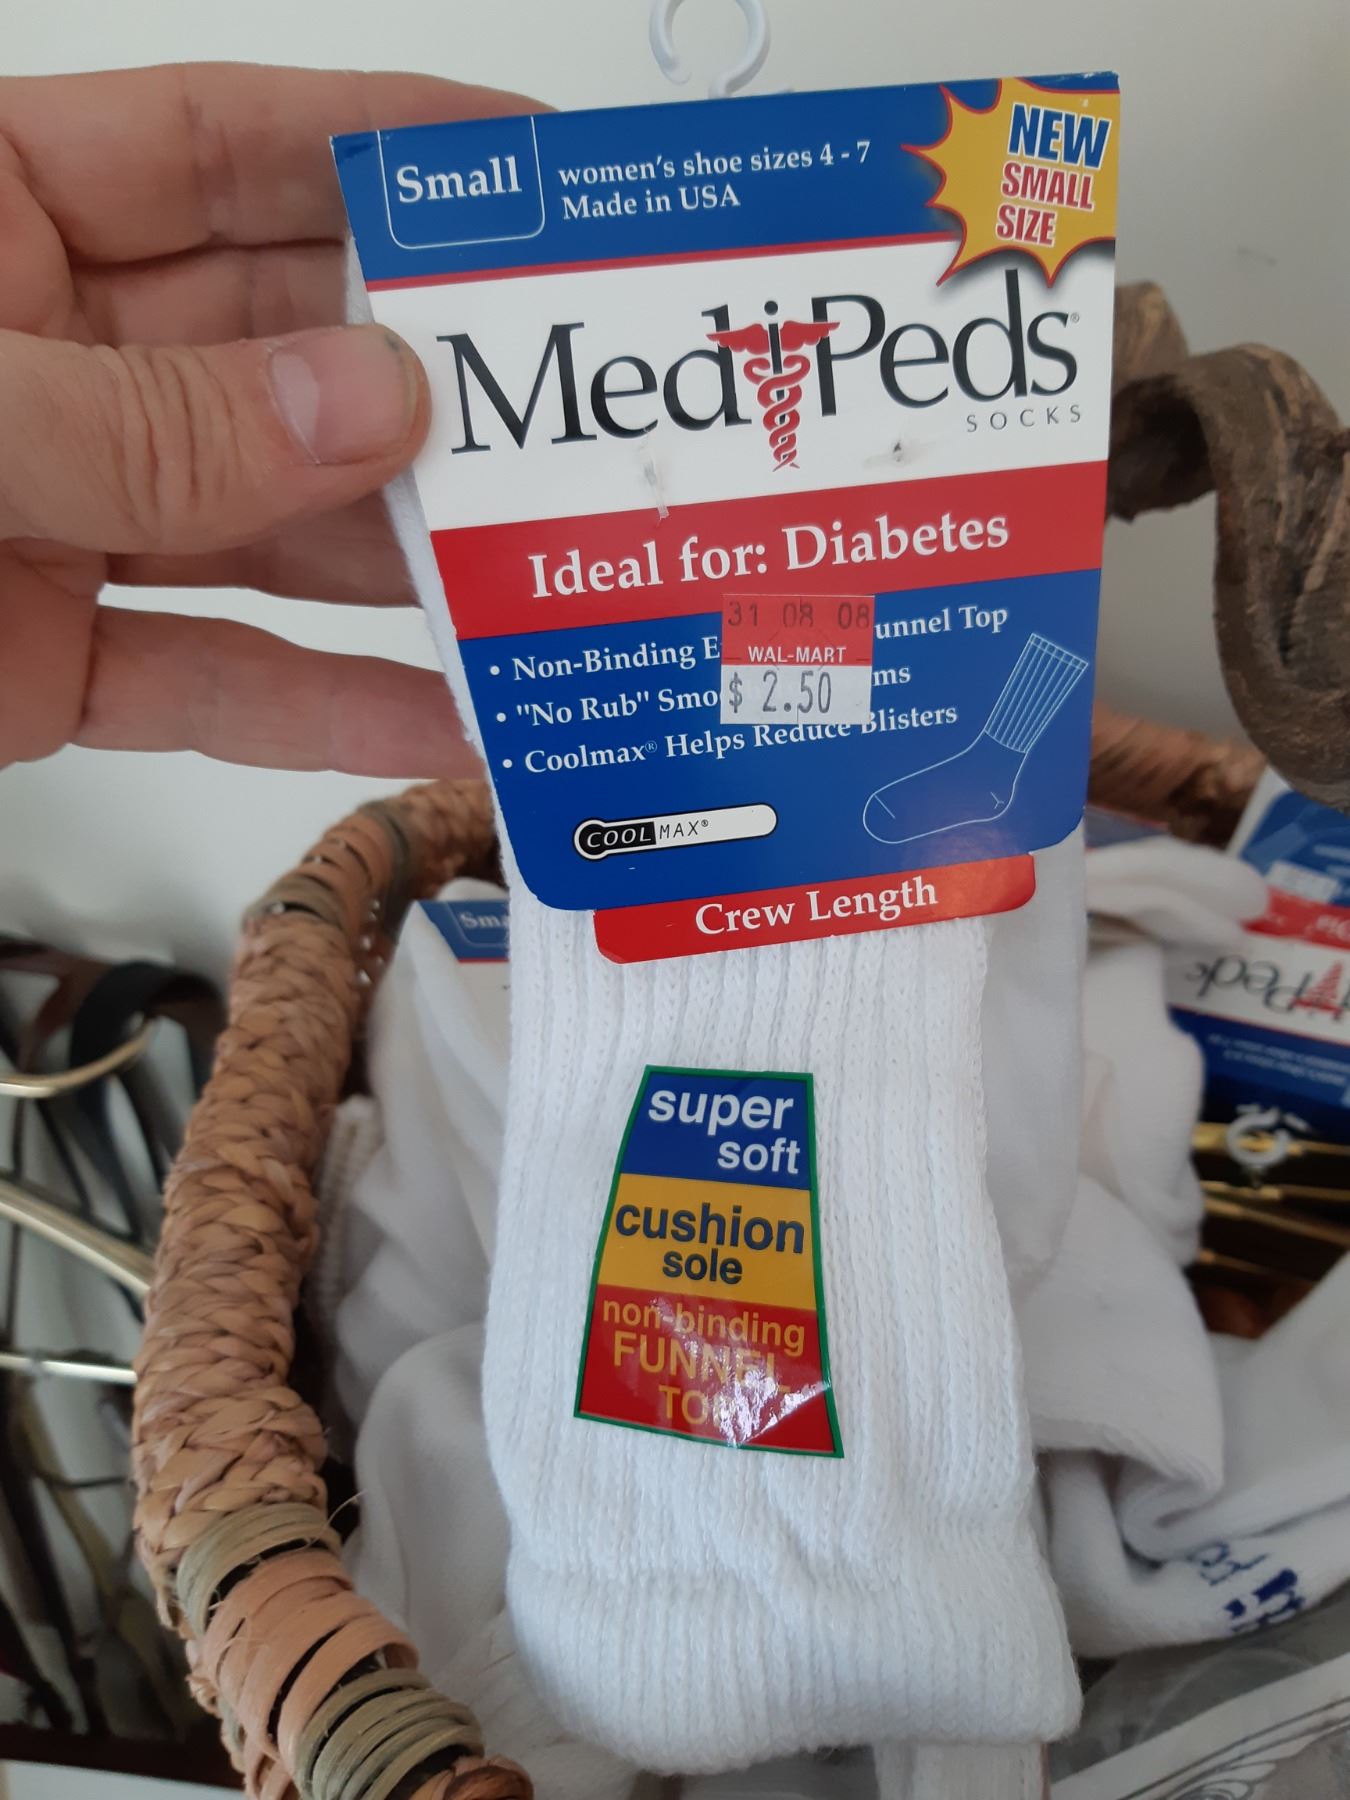 Small
women's shoe sizes 4 - 7
Made in USA
NEW
SMALL
SIZE
MediPeds®
SOCKS
Ideal for: Diabetes
31 08 08
WAL-MART
$ 2.50
• Non-Binding unnel Top
• "No Rub" ms
• Coolmax® Helps Reduce Blisters
COOLMAX®
Crew Length
super
soft
cushion
sole
non-binding
FUNNEL
TOP